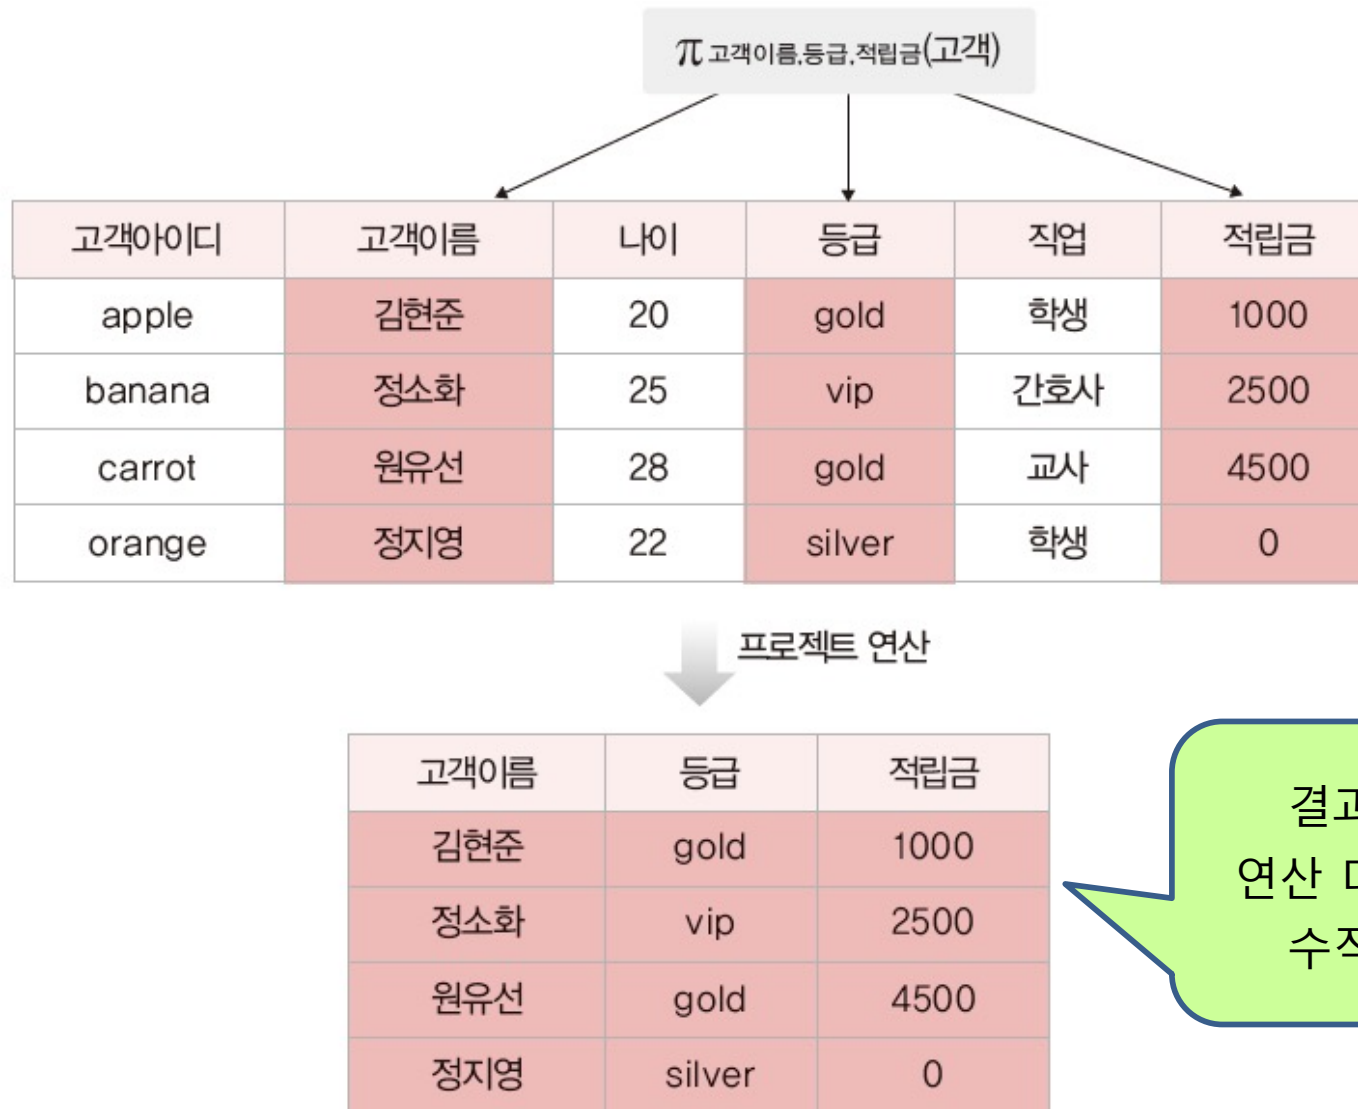 π 고객이름,등급,적립금(고객)
고객아이디 고객이름 나이 등급 직업 적립금
apple 김현준 20 gold 학생 1000
banana 정소화 25 vip 간호사 2500
carrot 원유선 28 gold 교사 4500
orange 정지영 22 silver 학생 0
프로젝트 연산
고객이름 등급 적립금
김현준 gold 1000
정소화 vip 2500
원유선 gold 4500
정지영 silver 0
연산